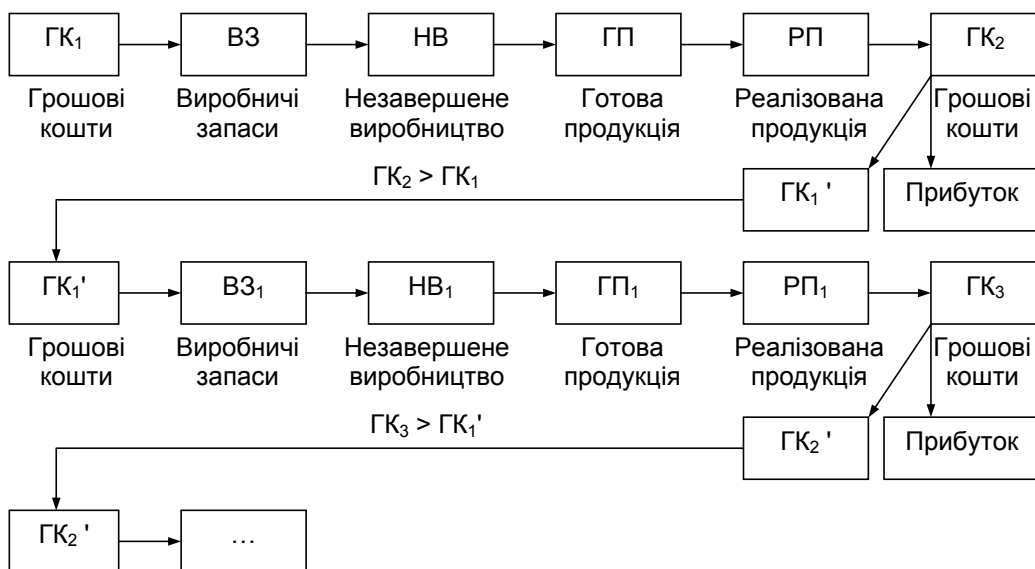 ГК₁ ВЗ НВ ГП РП ГК₂
Грошові Виробничі Незавершене Готова Реалізована Грошові
кошти запаси виробництво продукція продукція кошти
ГК₂ > ГК₁
ГК₁ ' Прибуток
ГК₁' ВЗ₁ НВ₁ ГП₁ РП₁ ГК₃
Грошові Виробничі Незавершене Готова Реалізована Грошові
кошти запаси виробництво продукція продукція кошти
ГК₃ > ГК₁'
ГК₂ ' Прибуток
ГК₂ ' …